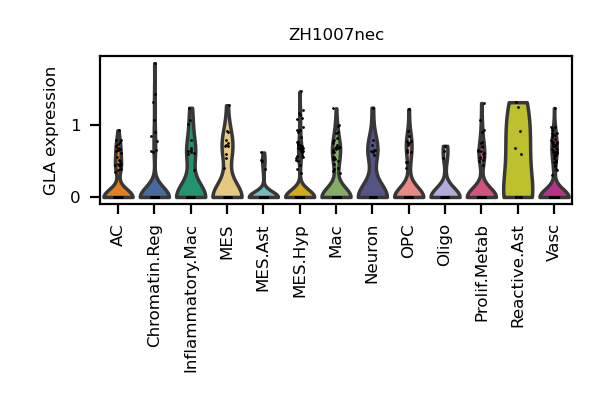 ZH1007nec
GLA expression
1
0
AC
Chromatin.Reg
Inflammatory.Mac
MES
MES.Ast
MES.Hyp
Mac
Neuron
OPC
Oligo
Prolif.Metab
Reactive.Ast
Vasc